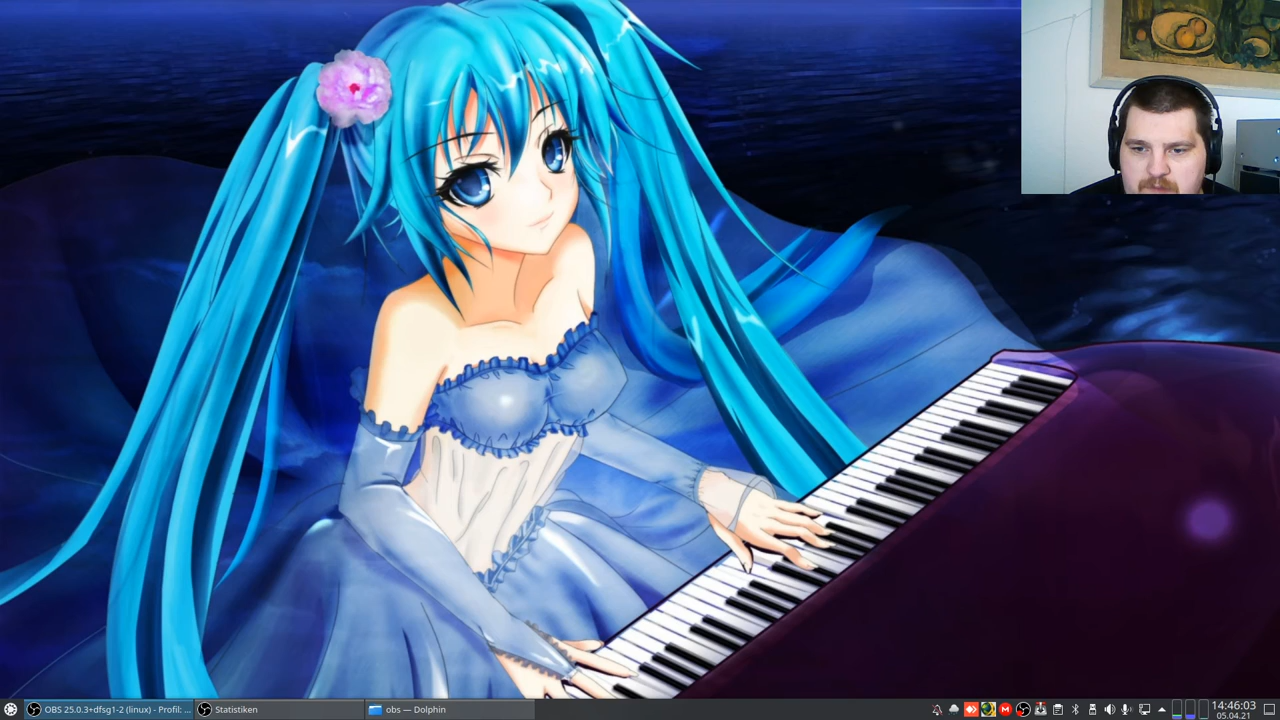 OBS 25.0.3+dfsg1-2 (linux) - Profil: ...
Statistiken
obs — Dolphin
14:46:03
05.04.21